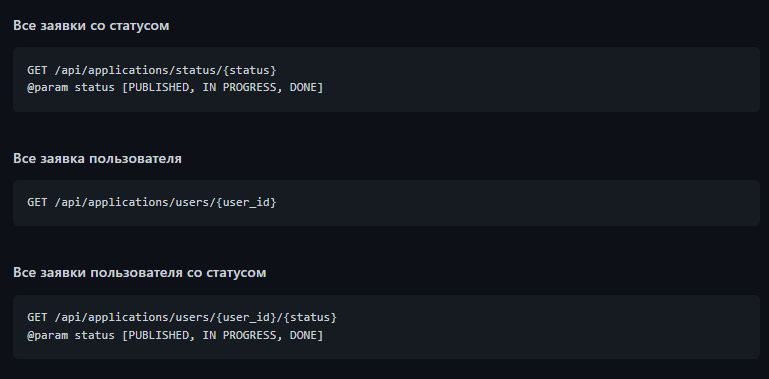 Все заявки со статусом
GET /api/applications/status/{status}
@param status [PUBLISHED, IN PROGRESS, DONE]
Все заявка пользователя
GET /api/applications/users/{user_id}
Все заявки пользователя со статусом
GET /api/applications/users/{user_id}/{status}
@param status [PUBLISHED, IN PROGRESS, DONE]